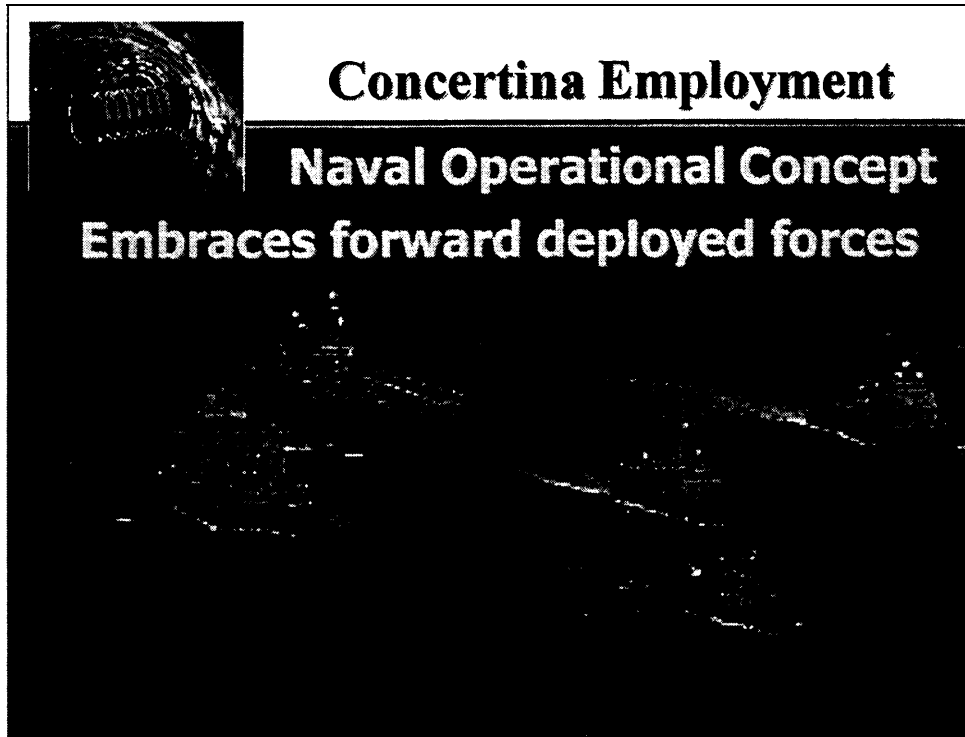 Concertina Employment
Naval Operational Concept
Embraces forward deployed forces